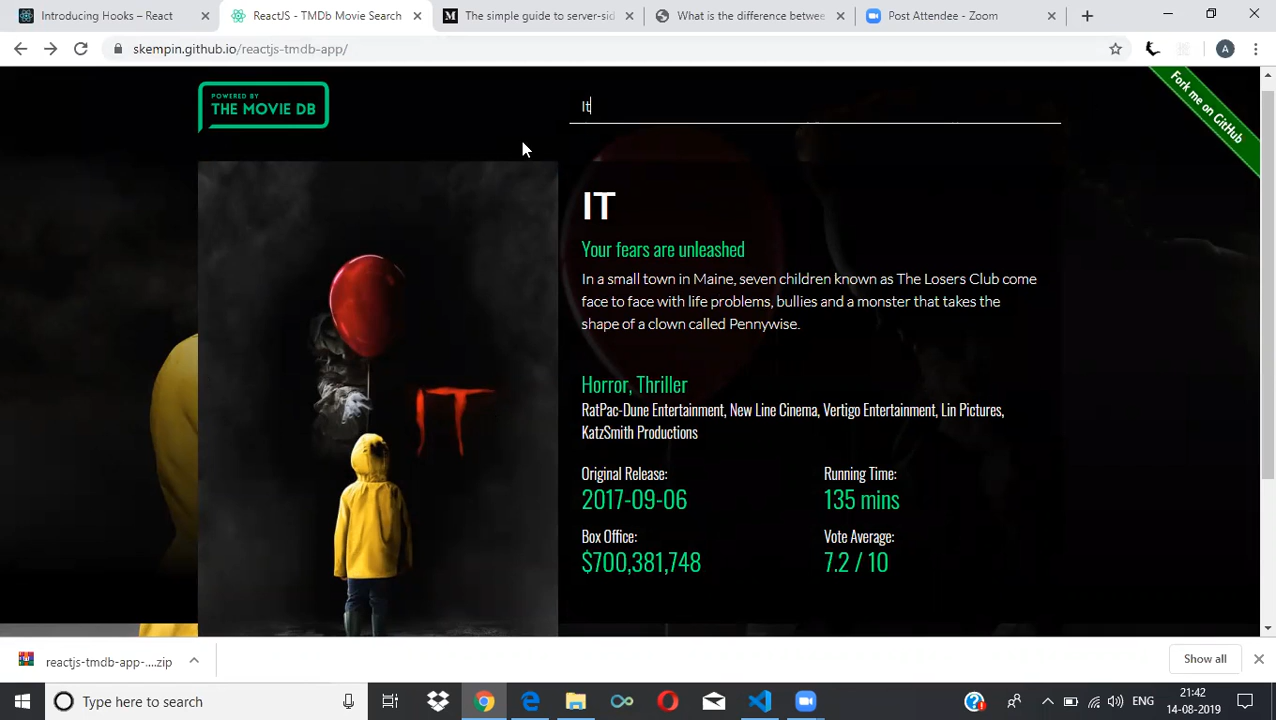 Introducing Hooks – React
ReactJS - TMDb Movie Search
The simple guide to server-sid
What is the difference betwee
Post Attendee - Zoom
skempin.github.io/reactjs-tmdb-app/
A
Fork me on GitHub
POWERED BY
THE MOVIE DB
It
IT
Your fears are unleashed
In a small town in Maine, seven children known as The Losers Club come
face to face with life problems, bullies and a monster that takes the
shape of a clown called Pennywise.
IT
Horror, Thriller
RatPac-Dune Entertainment, New Line Cinema, Vertigo Entertainment, Lin Pictures,
KatzSmith Productions
Original Release:
Running Time:
2017-09-06
135 mins
Box Office:
Vote Average:
$700,381,748
7.2 / 10
reactjs-tmdb-app-....zip
Show all
Type here to search
ENG
21:42
14-08-2019